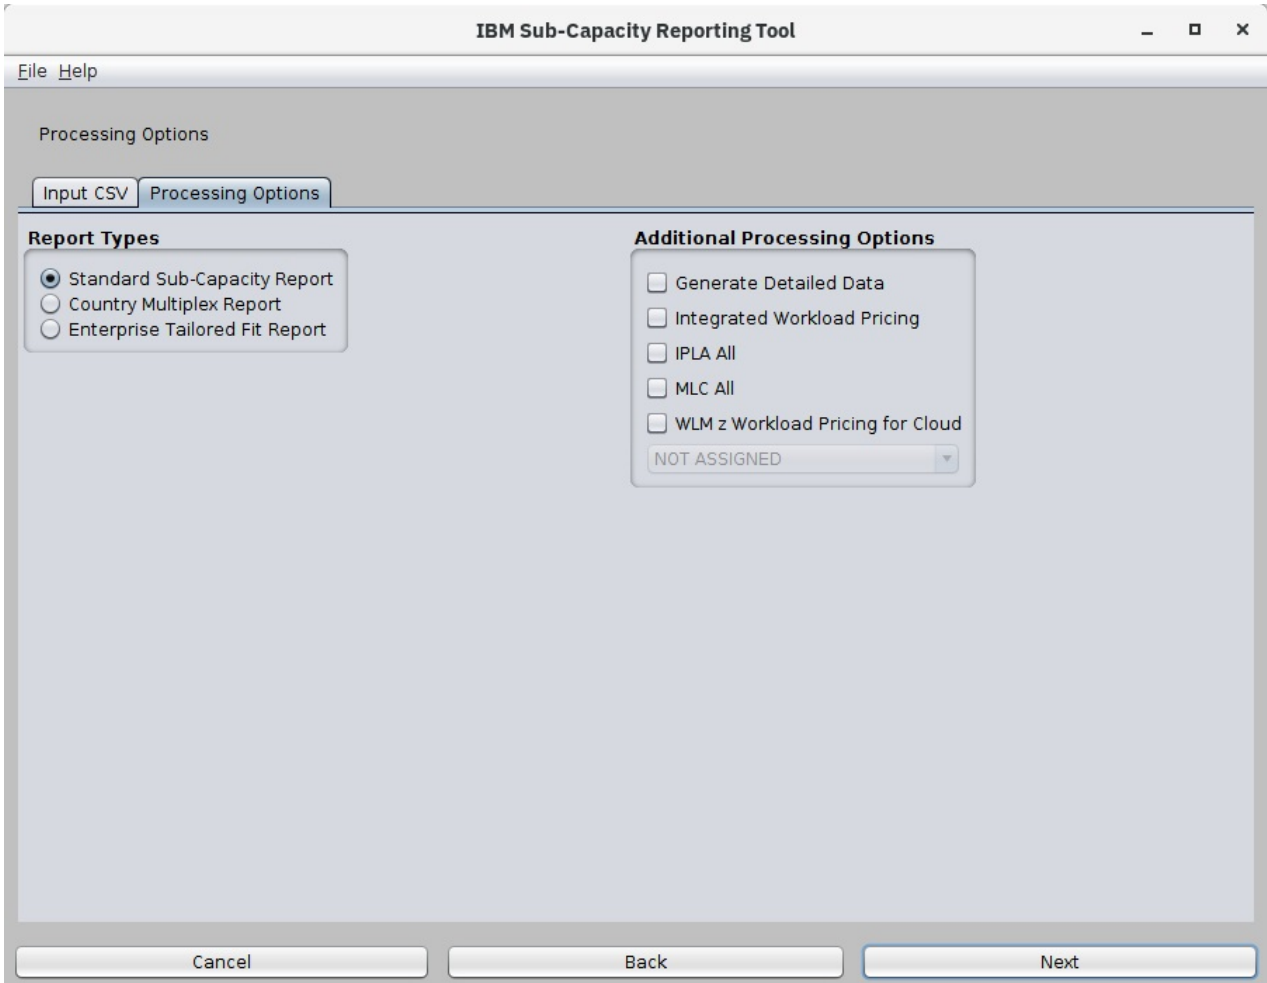 IBM Sub-Capacity Reporting Tool
File Help
Processing Options
Input CSV Processing Options
Report Types
Standard Sub-Capacity Report
Country Multiplex Report
Enterprise Tailored Fit Report
Additional Processing Options
Generate Detailed Data
Integrated Workload Pricing
IPLA All
MLC All
WLM z Workload Pricing for Cloud
NOT ASSIGNED
Cancel Back Next